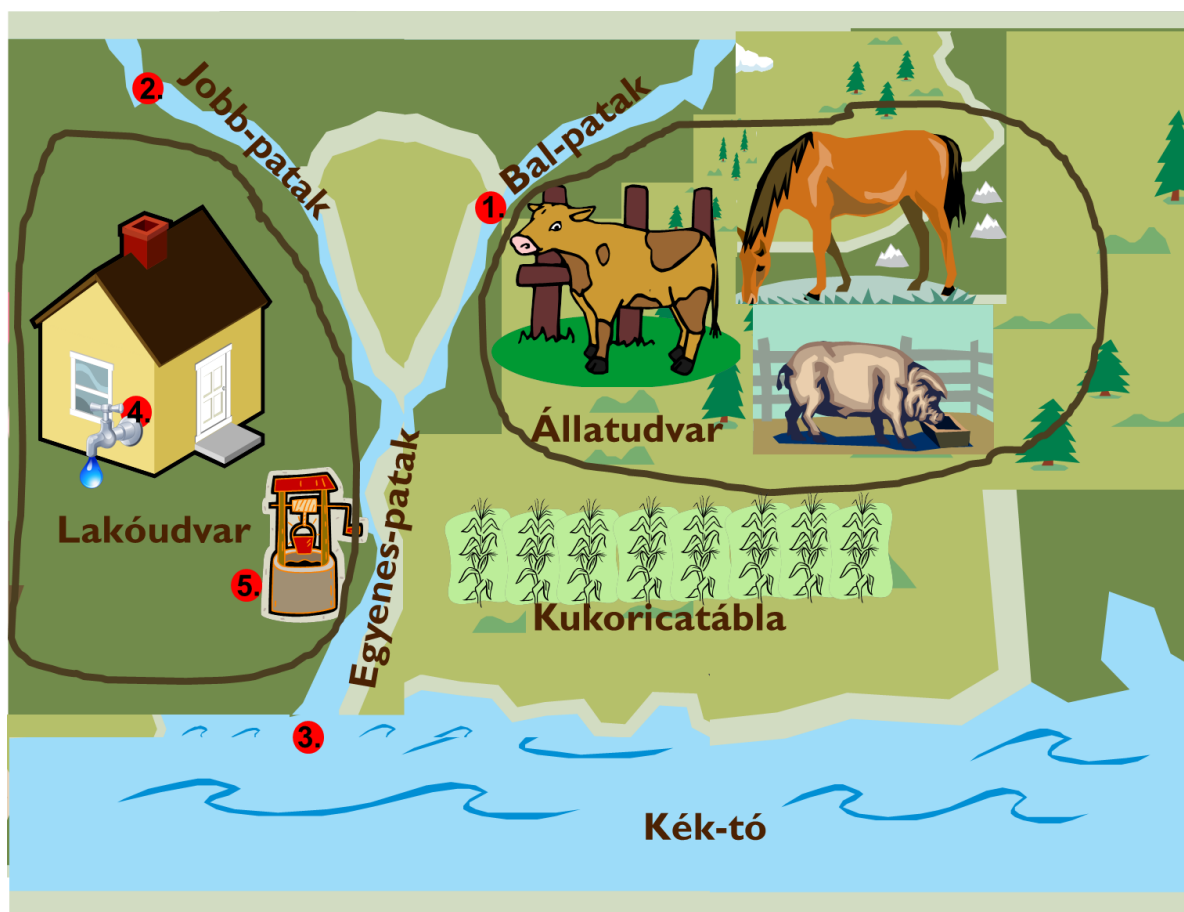 2.
Jobb-patak
Bal-patak
1.
4.
Állatudvar
Lakóudvar
Egyenes-patak
5.
Kukoricatábla
3.
Kék-tó